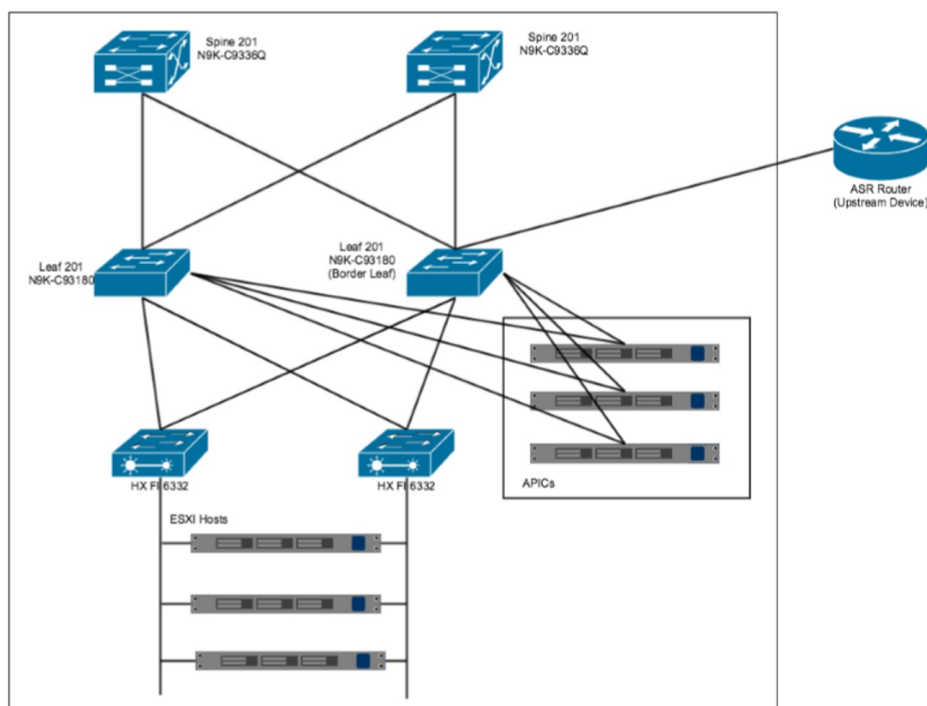 Spine 201
N9K-C9336Q
Spine 201
N9K-C9336Q
ASR Router
(Upstream Device)
Leaf 201
N9K-C93180
Leaf 201
N9K-C93180
(Border Leaf)
APICs
HX FI 6332
HX FI 6332
ESXI Hosts